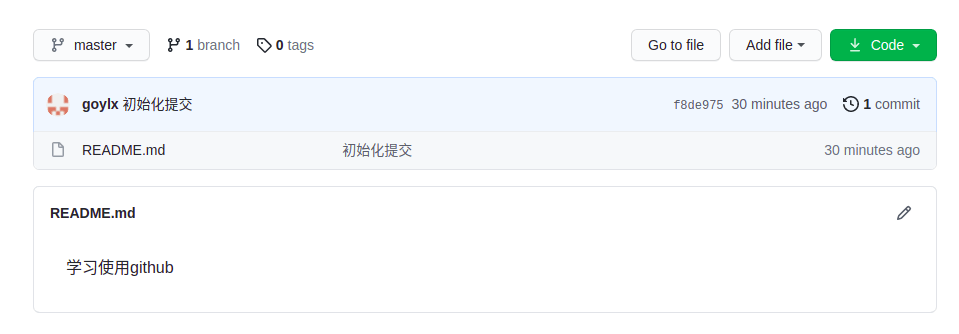 master 1 branch 0 tags Go to file Add file Code
goylx 初始化提交 f8de975 30 minutes ago 1 commit
README.md 初始化提交 30 minutes ago
README.md
学习使用github